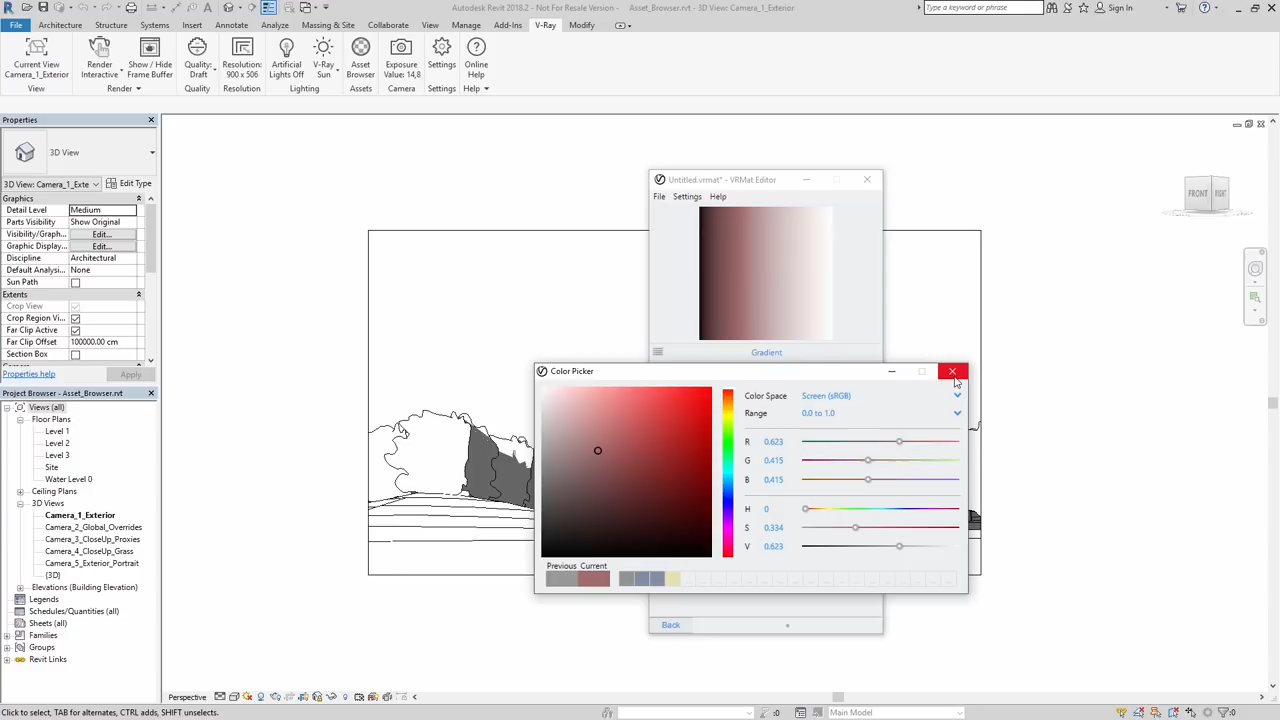 Autodesk Revit 2018.2 - Not For Resale Version - Asset_Browser.rvt - 3D View: Camera_1_Exterior
Type a keyword or phrase
Sign In
File Architecture Structure Systems Insert Annotate Analyze Massing & Site Collaborate View Manage Add-Ins V-Ray Modify
Current View
Camera_1_Exterior
Render
Interactive
Show / Hide
Frame Buffer
Quality:
Draft
Resolution:
900 x 506
Artificial
Lights Off
V-Ray
Sun
Asset
Browser
Exposure
Value: 14,8
Settings
Online
Help
View Render Quality Resolution Lighting Assets Camera Settings Help
Properties
3D View
3D View: Camera_1_Exte Edit Type
Graphics
Detail Level Medium
Parts Visibility Show Original
Visibility/Graph... Edit...
Graphic Display... Edit...
Discipline Architectural
Default Analysi... None
Sun Path
Extents
Crop View
Crop Region Vi...
Far Clip Active
Far Clip Offset 100000.00 cm
Section Box
Camera
Properties help Apply
Project Browser - Asset_Browser.rvt
Views (all)
Floor Plans
Level 1
Level 2
Level 3
Site
Water Level 0
Ceiling Plans
3D Views
Camera_1_Exterior
Camera_2_Global_Overrides
Camera_3_CloseUp_Proxies
Camera_4_CloseUp_Grass
Camera_5_Exterior_Portrait
{3D}
Elevations (Building Elevation)
Legends
Schedules/Quantities (all)
Sheets (all)
Families
Groups
Revit Links
FRONT RIGHT
Untitled.vrmat* - VRMat Editor
File Settings Help
Gradient
Color Picker
Color Space Screen (sRGB)
Range 0.0 to 1.0
R 0.623
G 0.415
B 0.415
H 0
S 0.334
V 0.623
Previous Current
Back
Perspective
Click to select, TAB for alternates, CTRL adds, SHIFT unselects.
:0
Main Model
:0